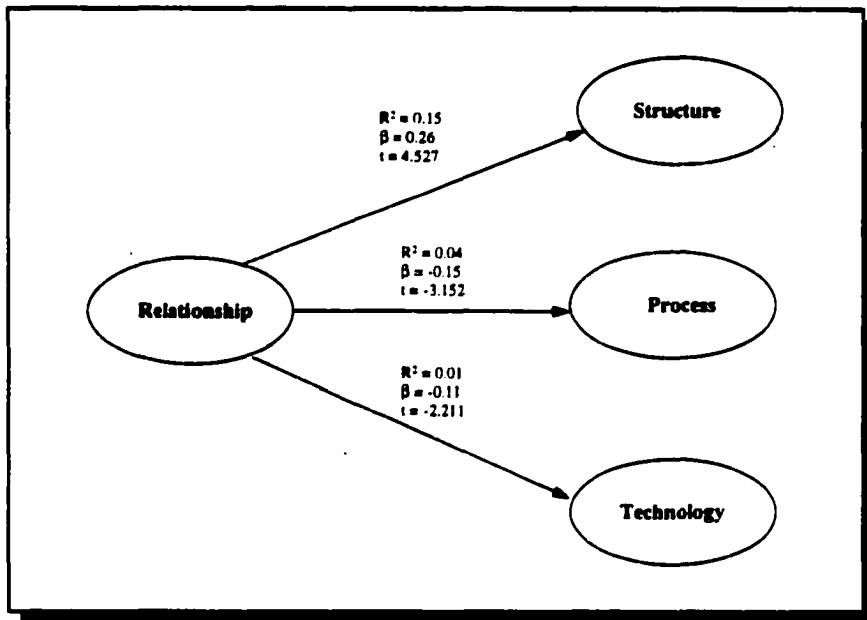 R² = 0.15
β = 0.26
t = 4.527
Structure
R² = 0.04
β = -0.15
t = -3.152
Relationship
Process
R² = 0.01
β = -0.11
t = -2.211
Technology